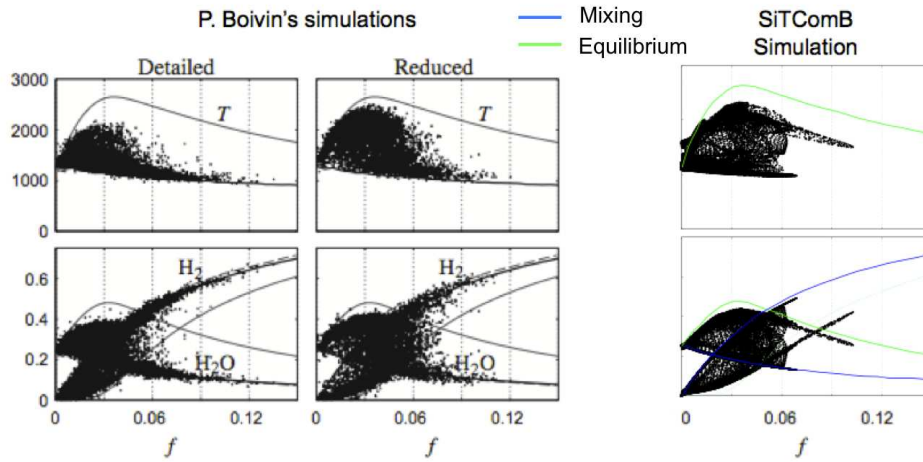 P. Boivin's simulations
Mixing
Equilibrium
SiTComB
Simulation
Detailed
Reduced
3000
2000
1000
0
T
T
0.6
0.4
0.2
0
H₂
H₂O
H₂
H₂O
0 0.06 0.12
0 0.06 0.12
0 0.06 0.12
f
f
f